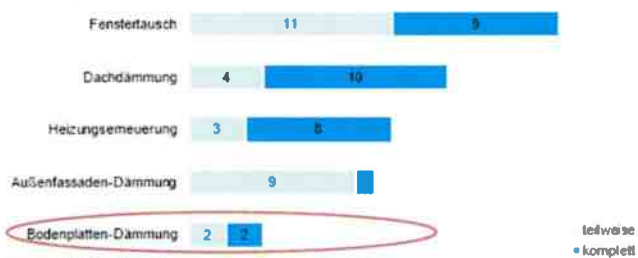 Fenstertausch 11 9
Dachdämmung 4 10
Heizungserneuerung 3 8
Außenfassaden-Dämmung 9
Bodenplatten-Dämmung 2 2
teilweise
komplett